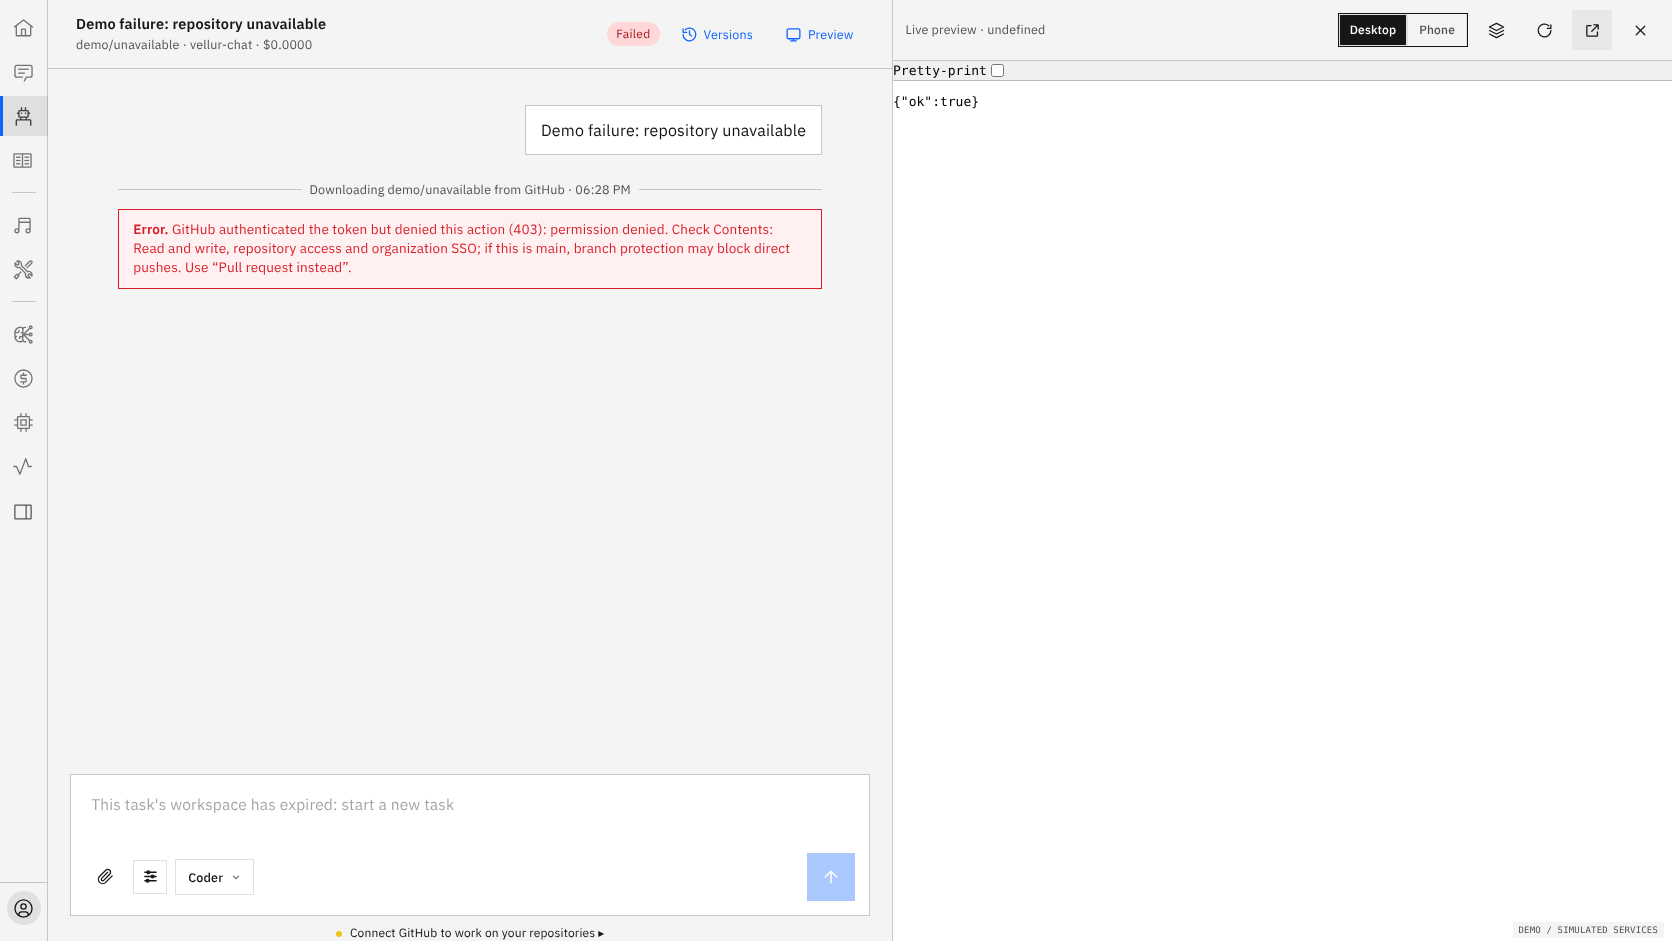 Demo failure: repository unavailable
demo/unavailable · vellur-chat · $0.0000
Failed
Versions
Preview
Demo failure: repository unavailable
Downloading demo/unavailable from GitHub · 06:28 PM
Error. GitHub authenticated the token but denied this action (403): permission denied. Check Contents:
Read and write, repository access and organization SSO; if this is main, branch protection may block direct
pushes. Use “Pull request instead”.
This task's workspace has expired: start a new task
Coder
Connect GitHub to work on your repositories ▸
Live preview · undefined
Desktop
Phone
Pretty-print
{"ok":true}
DEMO / SIMULATED SERVICES